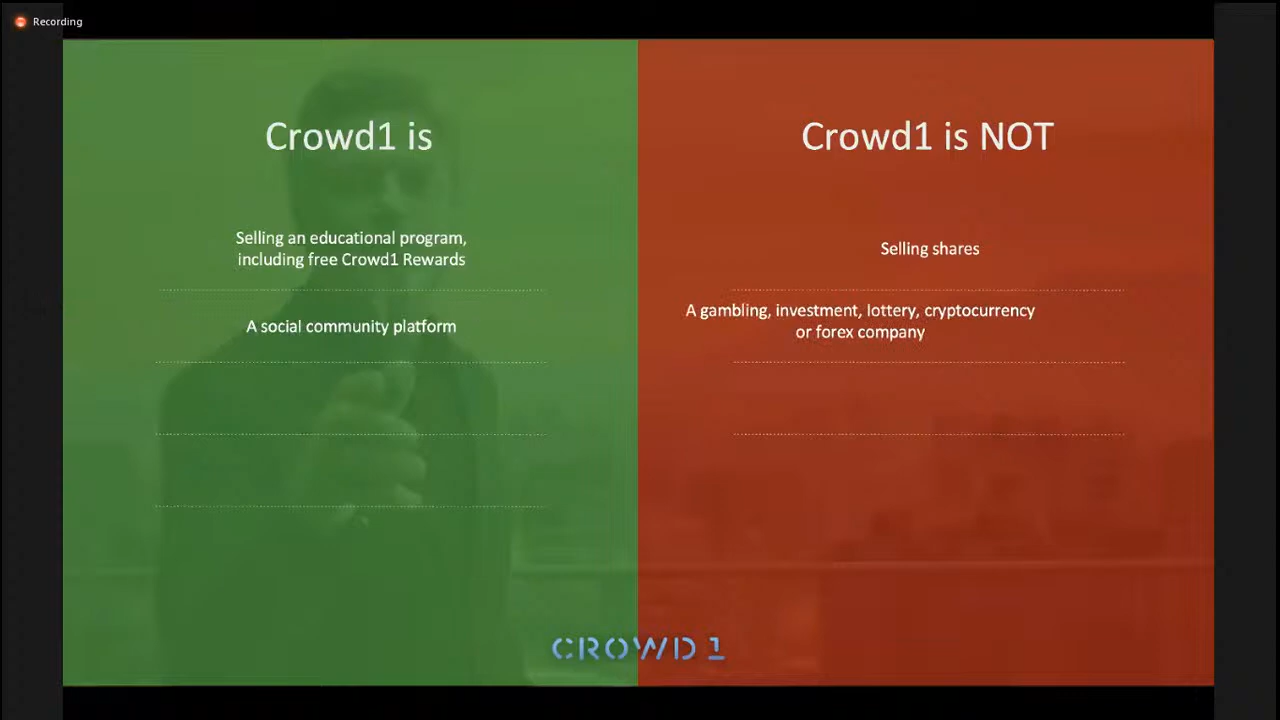 Recording
Crowd1 is
Selling an educational program,
including free Crowd1 Rewards
A social community platform
Crowd1 is NOT
Selling shares
A gambling, investment, lottery, cryptocurrency
or forex company
CROWD 1